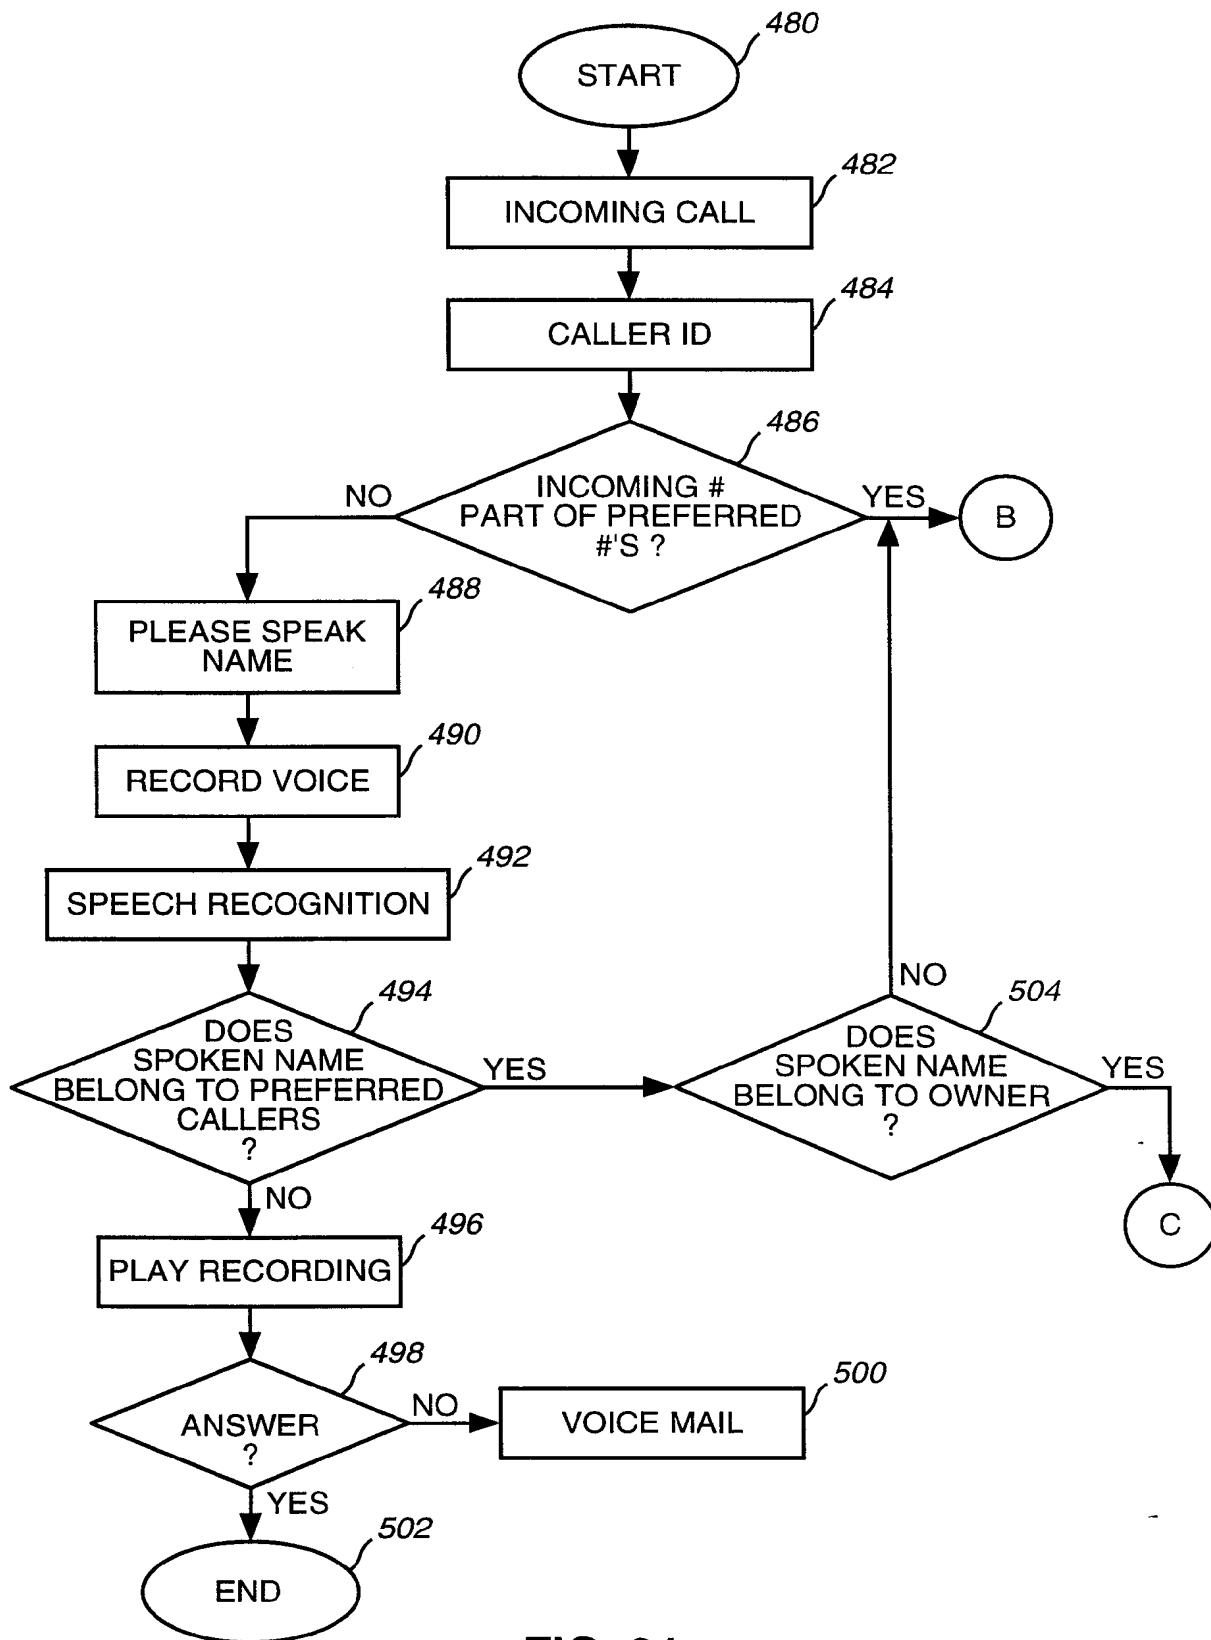 480
START
482
INCOMING CALL
484
CALLER ID
486
INCOMING #
PART OF PREFERRED
#'S ?
NO
YES
B
488
PLEASE SPEAK
NAME
490
RECORD VOICE
492
SPEECH RECOGNITION
494
DOES
SPOKEN NAME
BELONG TO PREFERRED
CALLERS
?
YES
NO
504
DOES
SPOKEN NAME
BELONG TO OWNER
?
NO
YES
C
496
PLAY RECORDING
498
ANSWER
?
NO
500
VOICE MAIL
YES
502
END